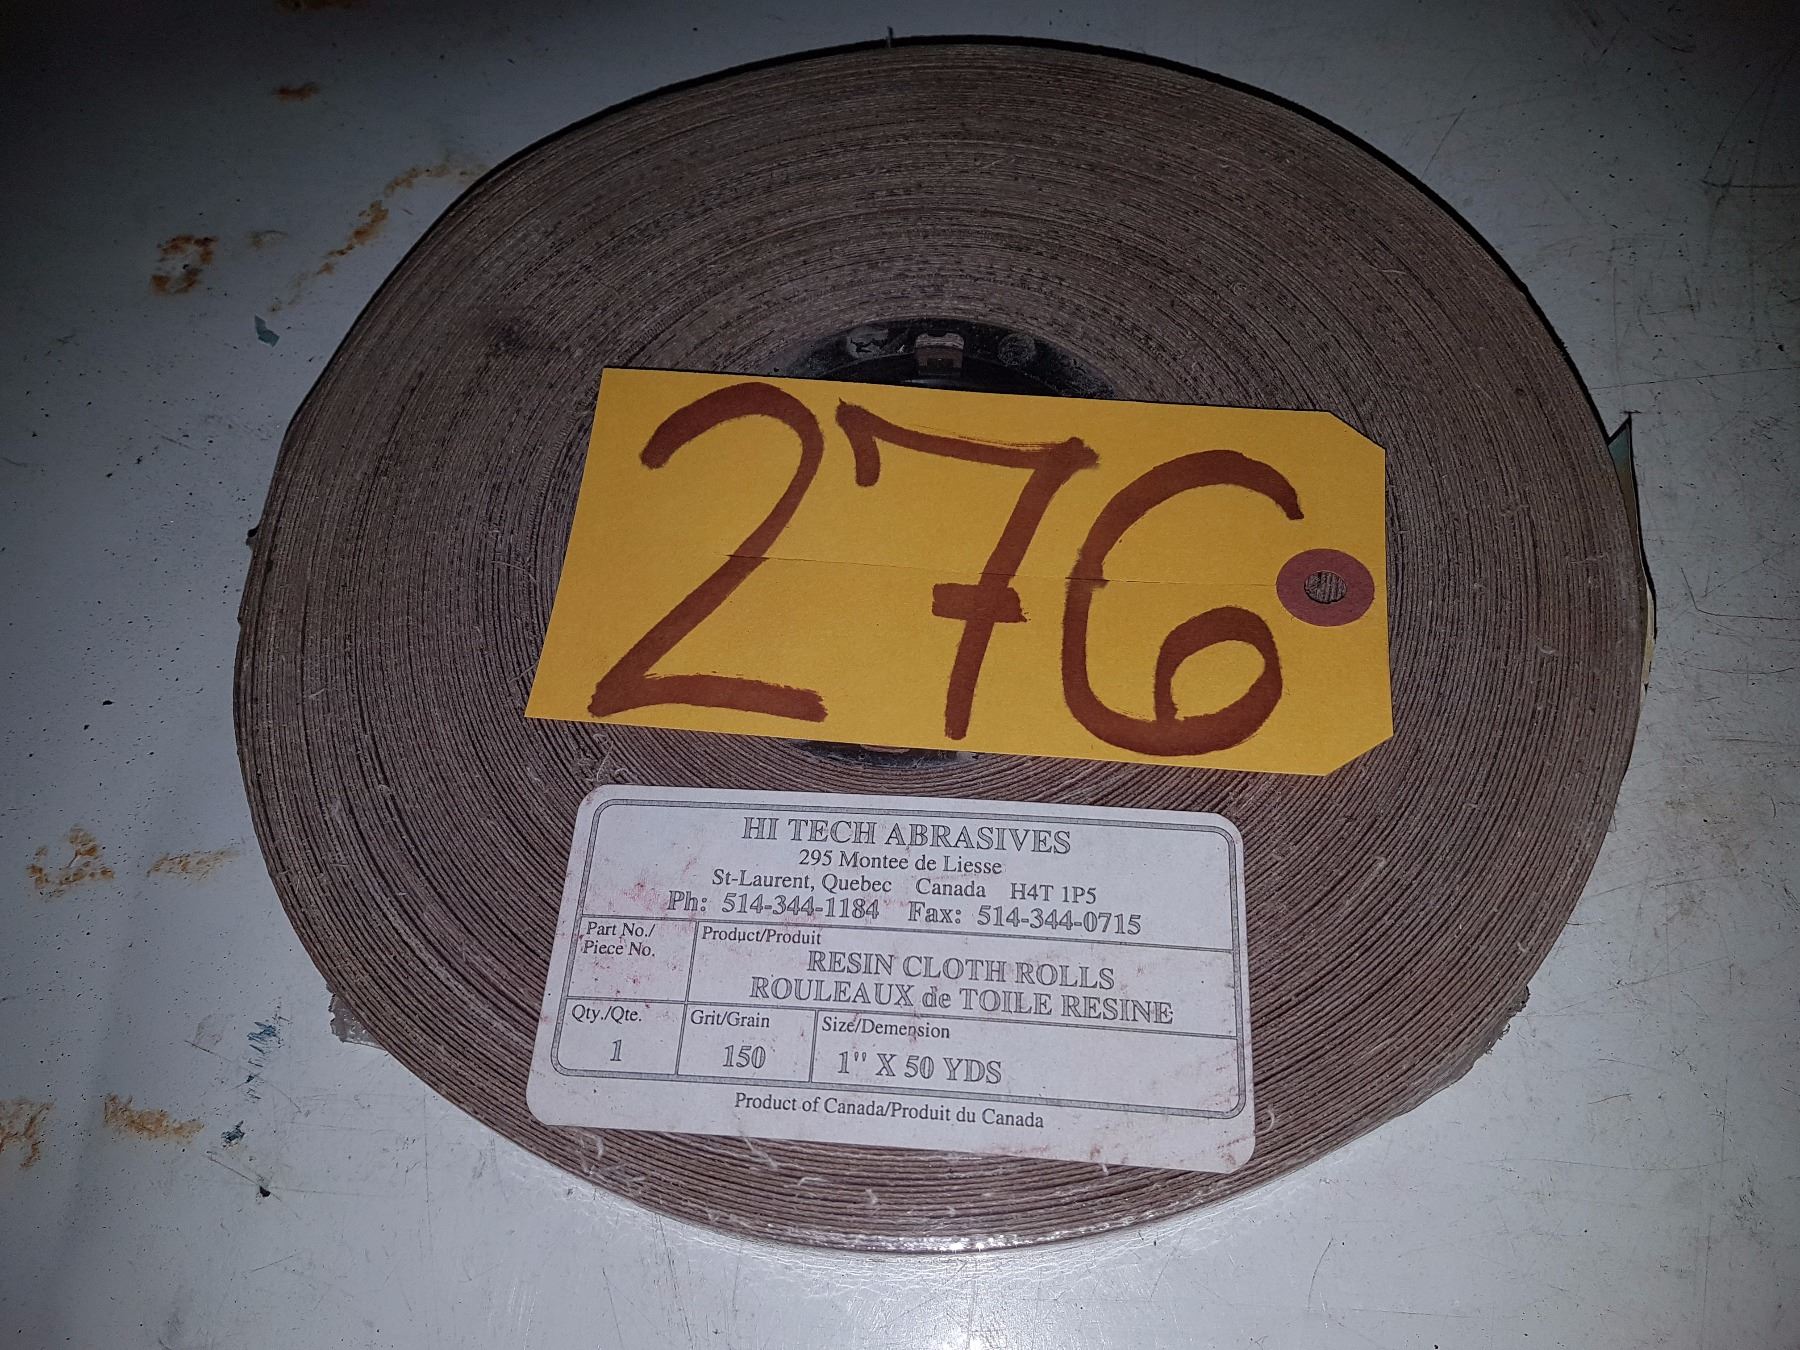 276
HI TECH ABRASIVES
295 Montee de Liesse
St-Laurent, Quebec Canada H4T 1P5
Ph: 514-344-1184 Fax: 514-344-0715
Part No./
Piece No.
Product/Produit
RESIN CLOTH ROLLS
ROULEAUX de TOILE RESINE
Qty./Qte.
1
Grit/Grain
150
Size/Demension
1" X 50 YDS
Product of Canada/Produit du Canada